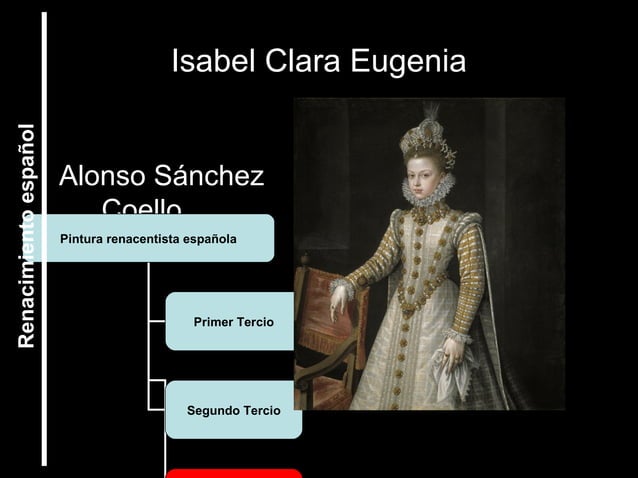 Isabel Clara Eugenia
Renacimiento español
Alonso Sánchez
Coello
Pintura renacentista española
Primer Tercio
Segundo Tercio